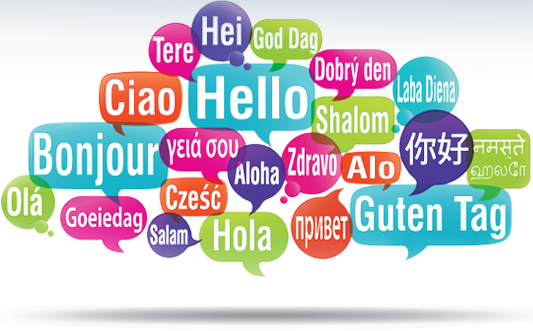 Hei
Tere
God Dag
Dobrý den
Laba Diena
Ciao
Hello
Shalom
Bonjour
γειά σου
Aloha
Zdravo
Alo
你好
नमस्ते
Olá
Goeiedag
Cześć
Salam
Hola
привет
Guten Tag